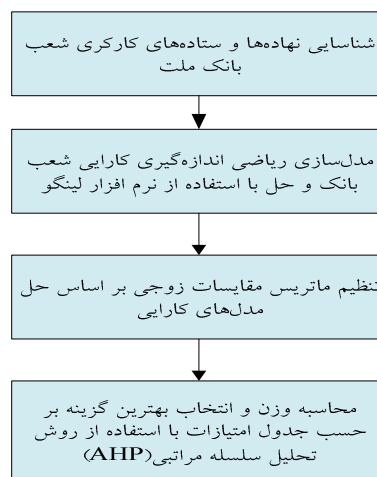 شناسایی نهاده‌ها و ستاده‌های کارکری شعب
بانک ملت
مدل‌سازی ریاضی اندازه‌گیری کارایی شعب
بانک و حل با استفاده از نرم افزار لینگو
تنظیم ماتریس مقایسات زوجی بر اساس حل
مدل‌های کارایی
محاسبه وزن و انتخاب بهترین گزینه بر
حسب جدول امتیازات با استفاده از روش
تحلیل سلسله مراتبی(AHP)